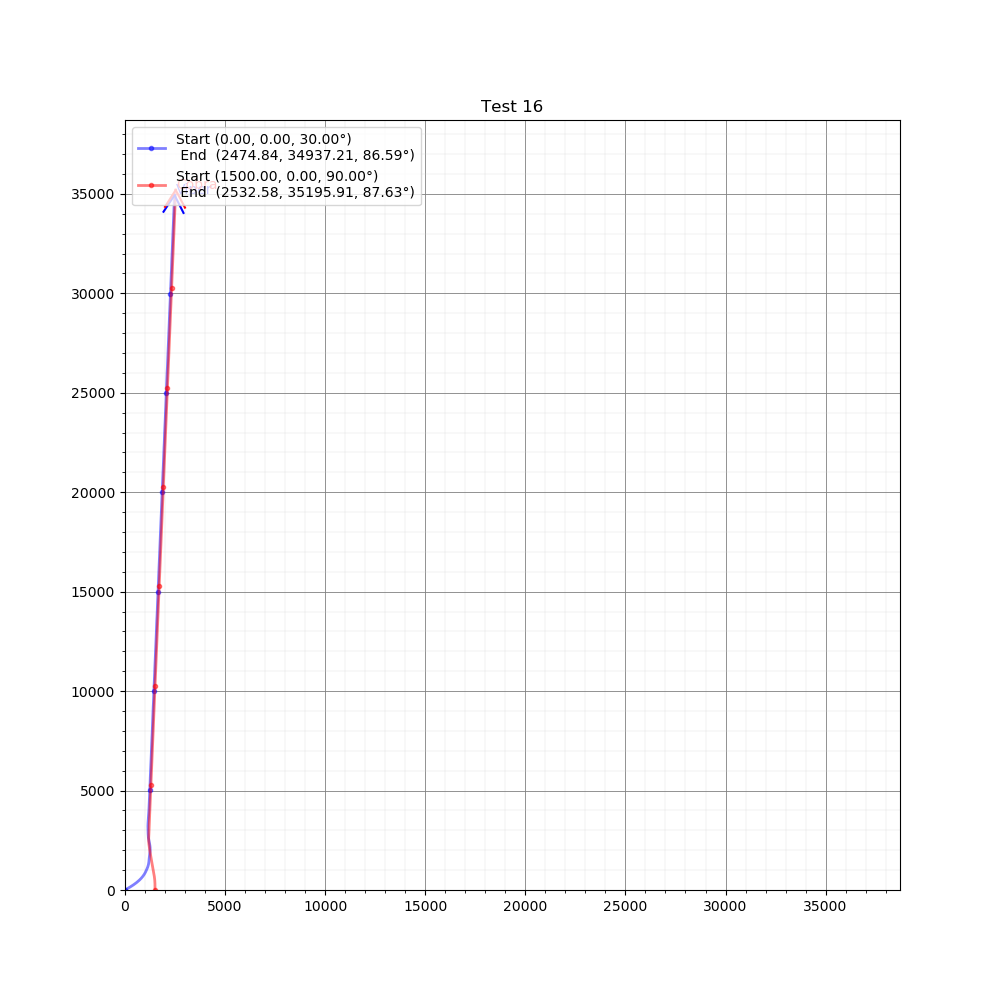 Test 16
Start (0.00, 0.00, 30.00°)
End (2474.84, 34937.21, 86.59°)
Start (1500.00, 0.00, 90.00°)
End (2532.58, 35195.91, 87.63°)
35000
30000
25000
20000
15000
10000
5000
0
0 5000 10000 15000 20000 25000 30000 35000